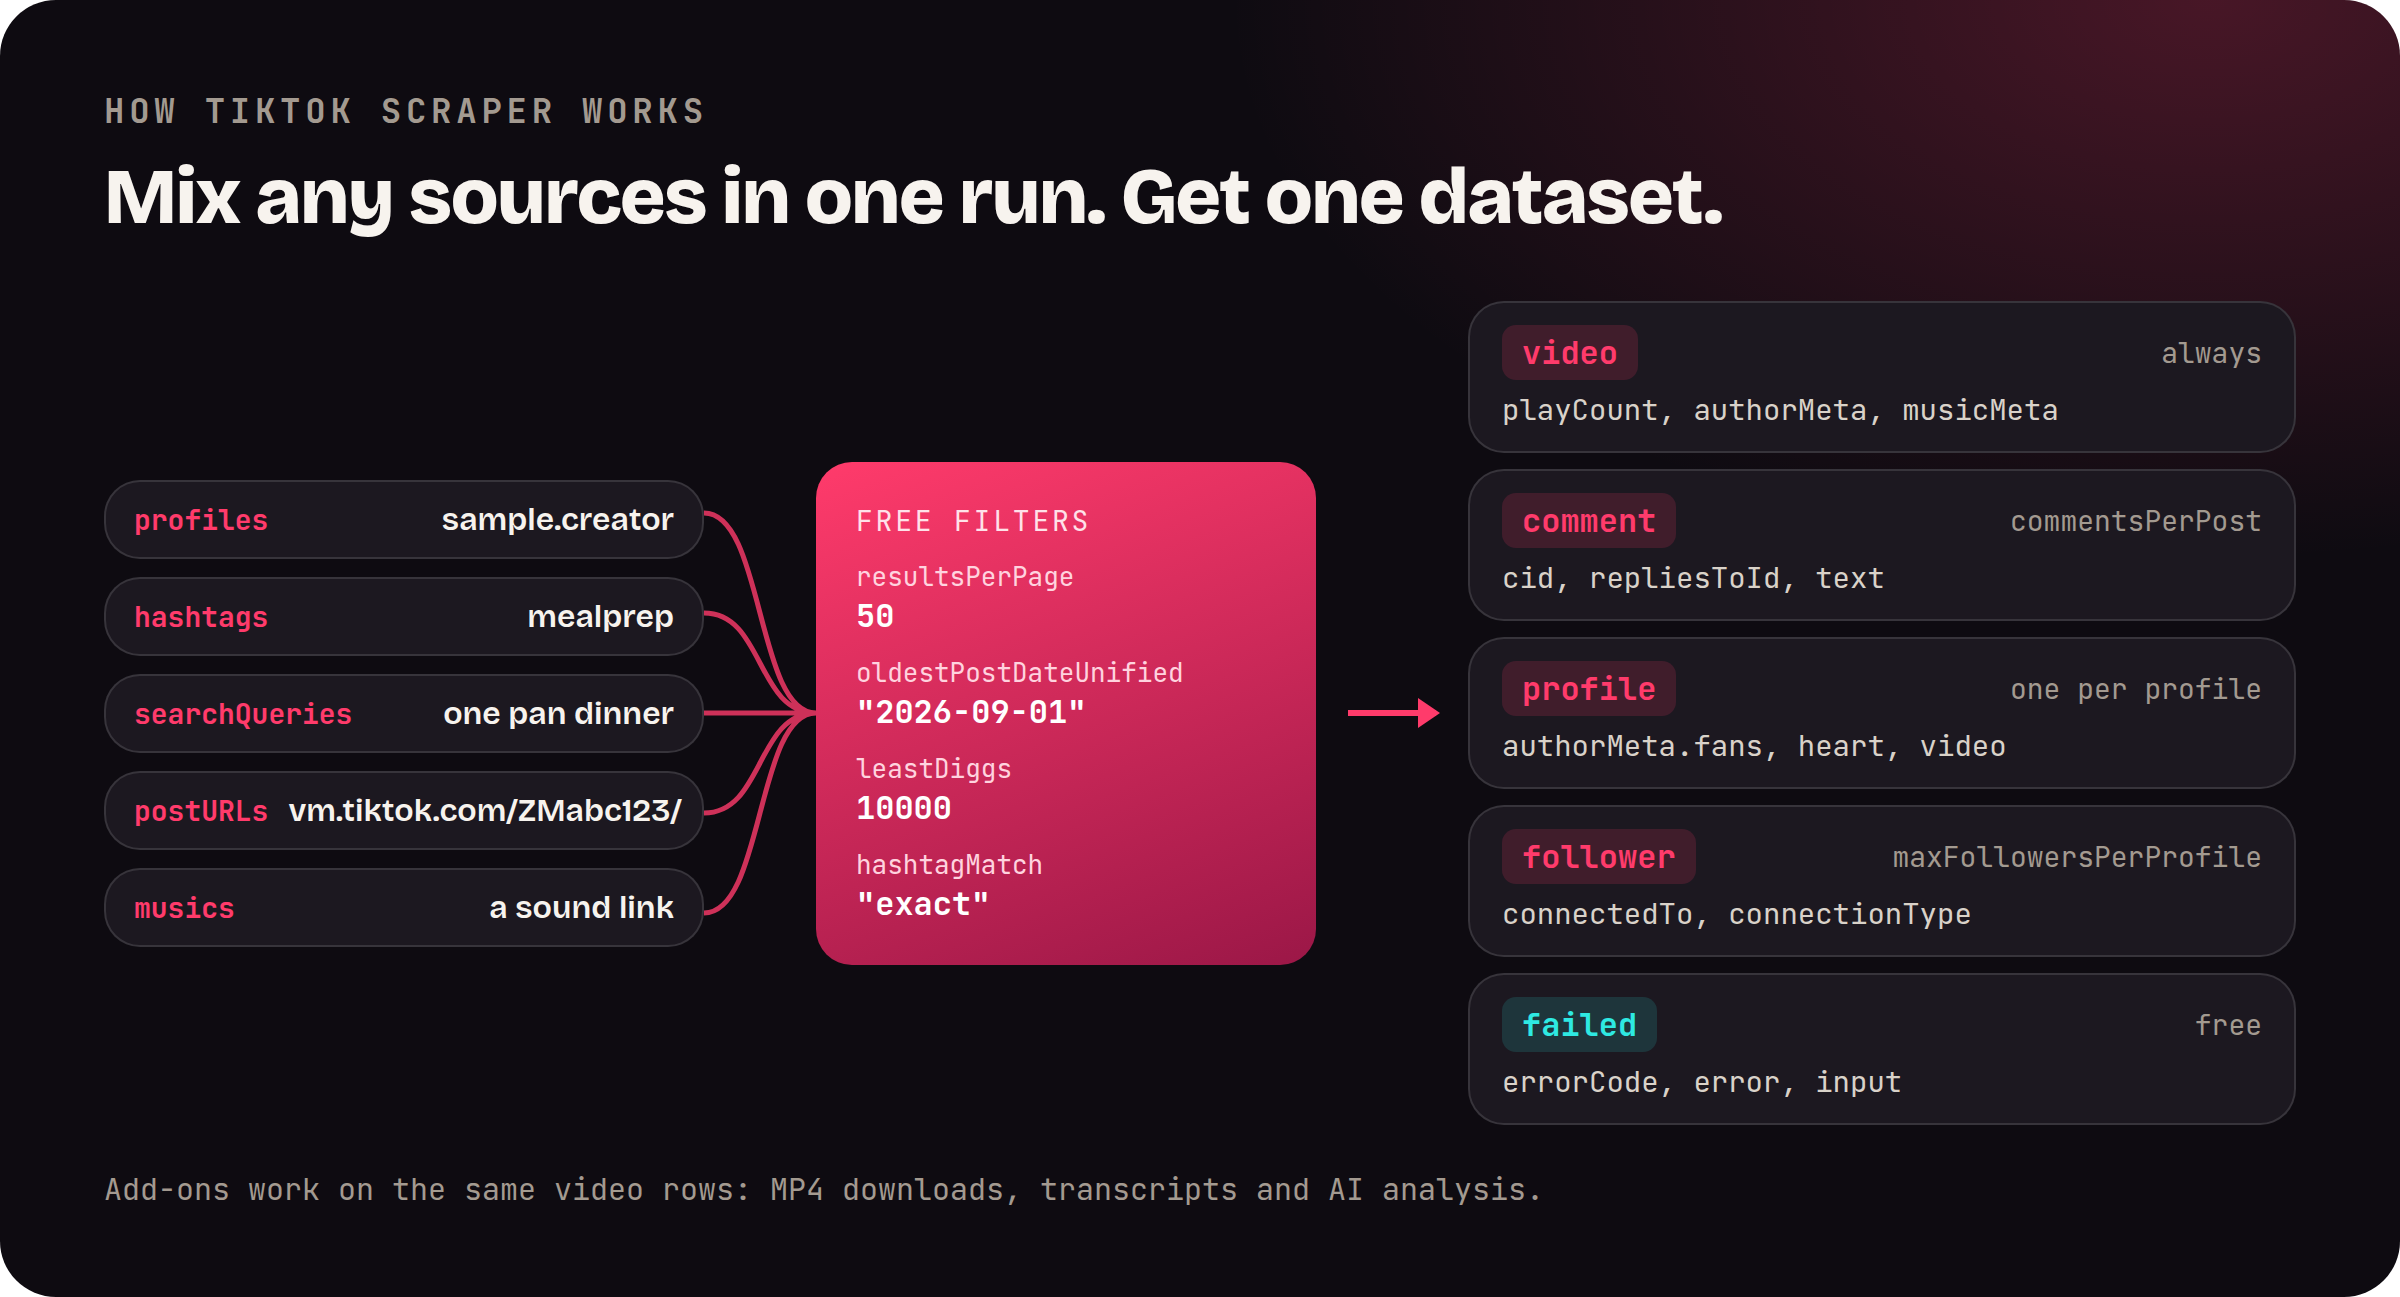 HOW TIKTOK SCRAPER WORKS
Mix any sources in one run. Get one dataset.
profiles sample.creator
hashtags mealprep
searchQueries one pan dinner
postURLs vm.tiktok.com/ZMabc123/
musics a sound link
FREE FILTERS
resultsPerPage
50
oldestPostDateUnified
"2026-09-01"
leastDiggs
10000
hashtagMatch
"exact"
video always
playCount, authorMeta, musicMeta
comment commentsPerPost
cid, repliesToId, text
profile one per profile
authorMeta.fans, heart, video
follower maxFollowersPerProfile
connectedTo, connectionType
failed free
errorCode, error, input
Add-ons work on the same video rows: MP4 downloads, transcripts and AI analysis.